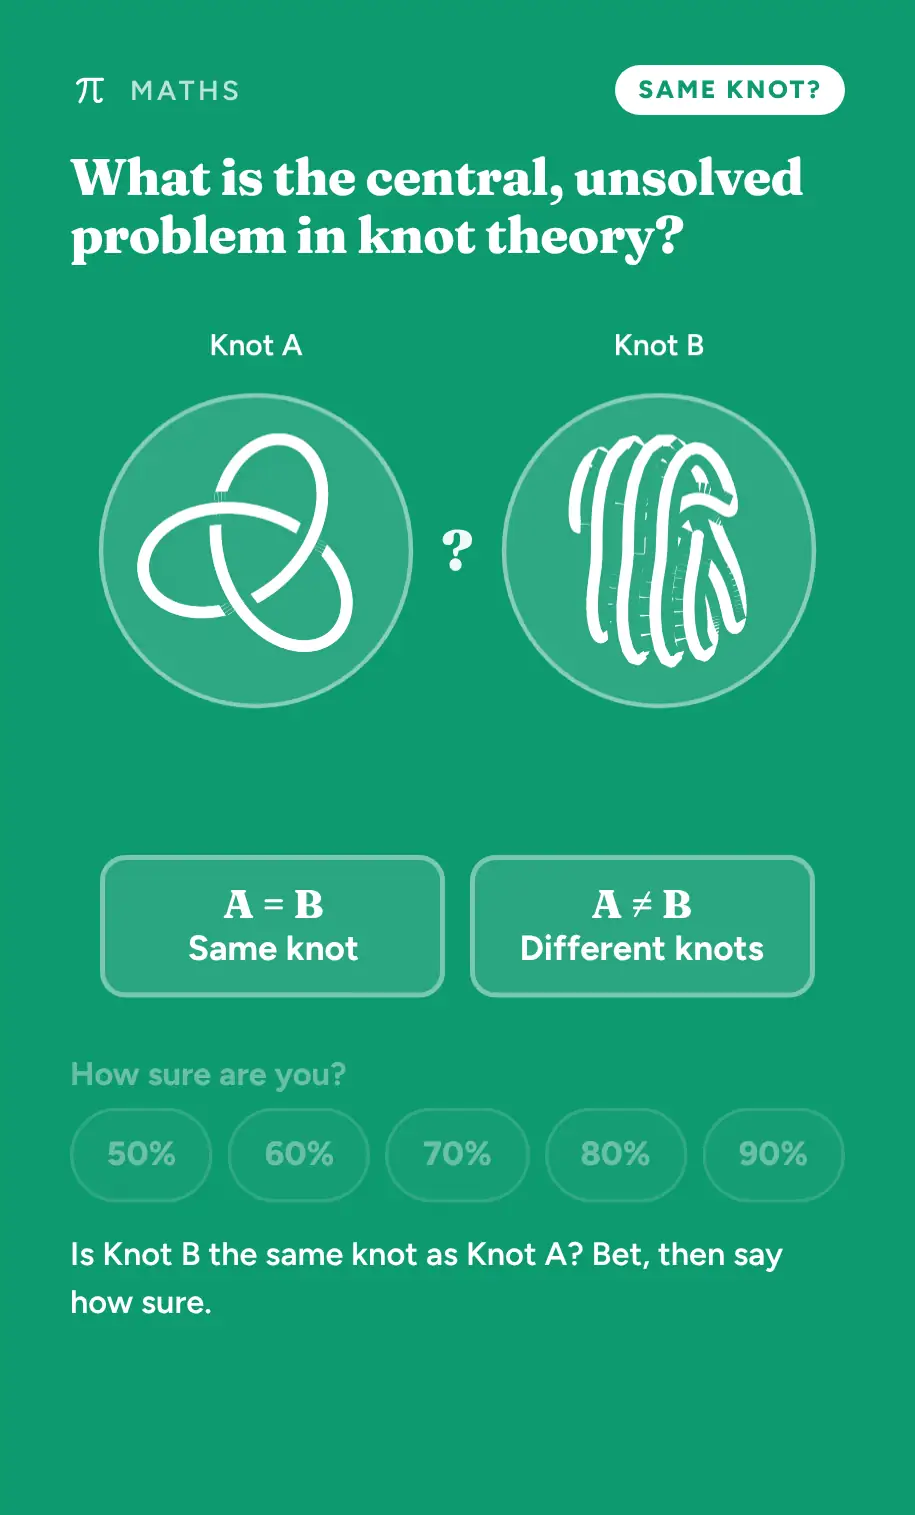 π MATHS
SAME KNOT?
What is the central, unsolved
problem in knot theory?
Knot A
Knot B
?
A = B
Same knot
A ≠ B
Different knots
How sure are you?
50%
60%
70%
80%
90%
Is Knot B the same knot as Knot A? Bet, then say
how sure.